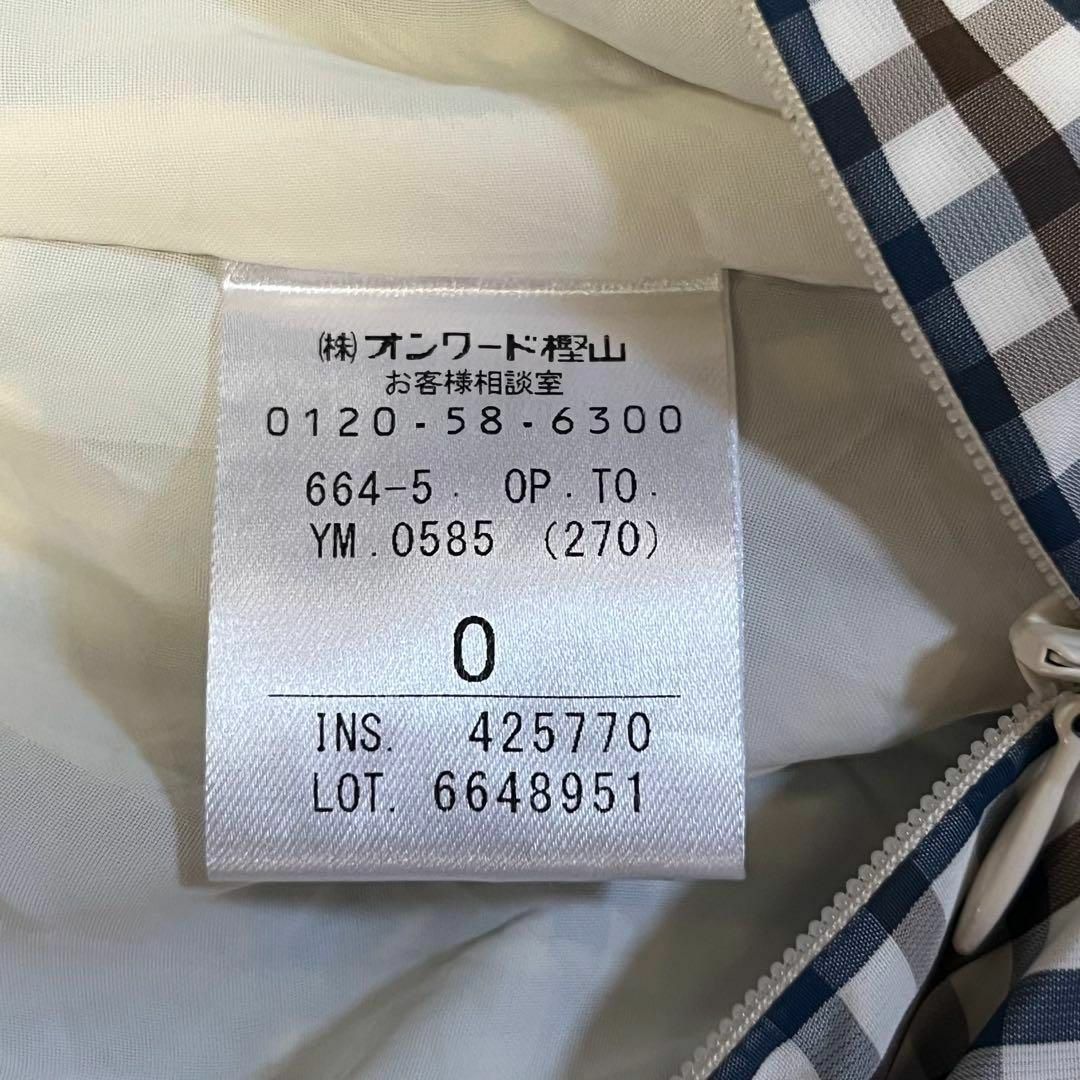 ㈱オンワード樫山
お客様相談室
0120-58-6300
664-5. OP.TO.
YM.0585 (270)
0
INS. 425770
LOT. 6648951